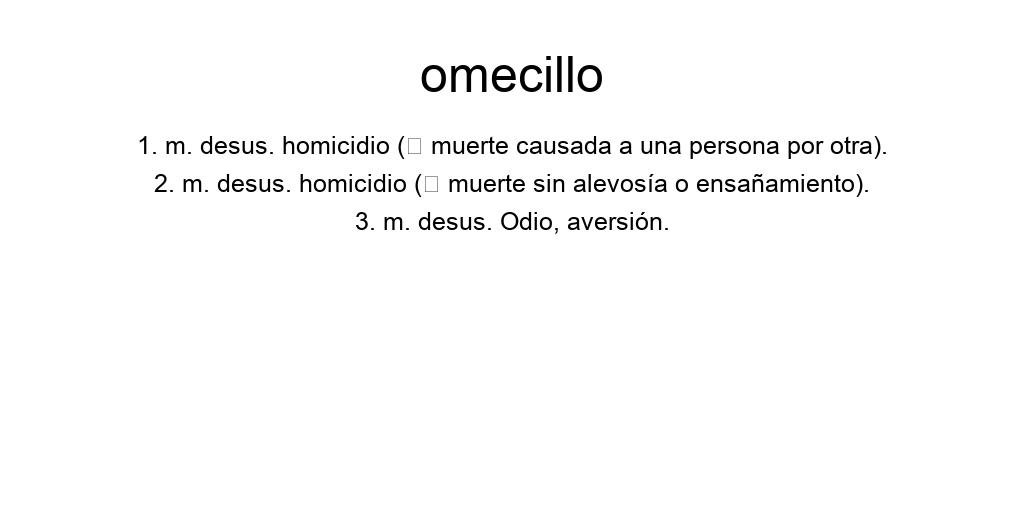 omecillo
1. m. desus. homicidio (▯ muerte causada a una persona por otra).
2. m. desus. homicidio (▯ muerte sin alevosía o ensañamiento).
3. m. desus. Odio, aversión.